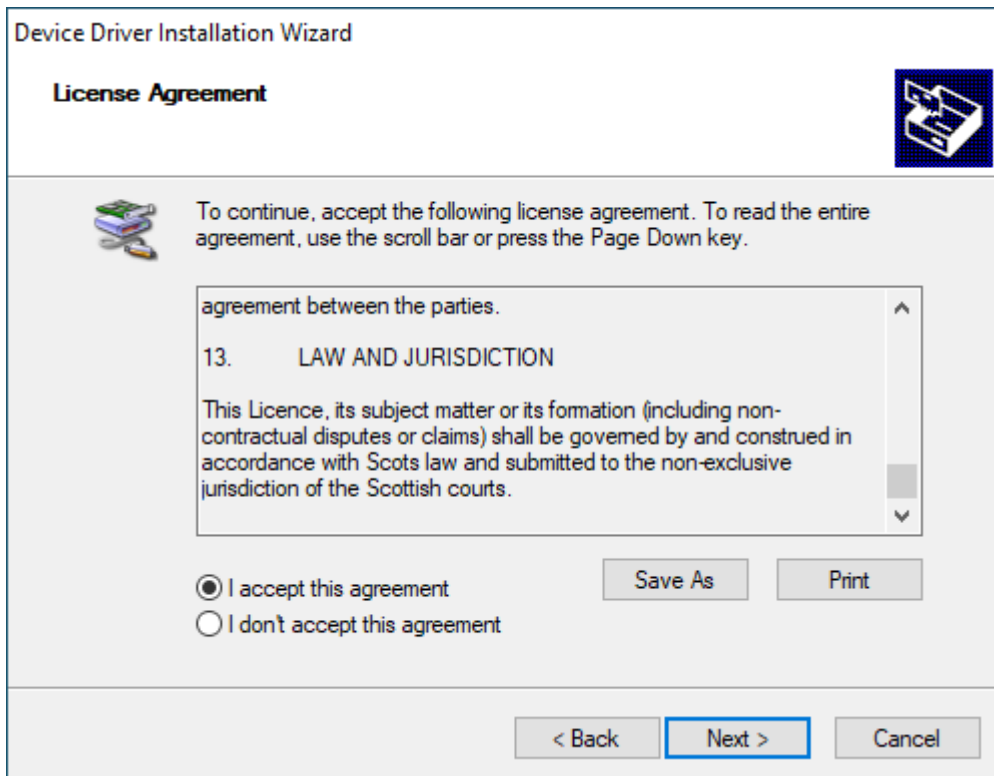 Device Driver Installation Wizard
License Agreement
To continue, accept the following license agreement. To read the entire
agreement, use the scroll bar or press the Page Down key.
agreement between the parties.
13. LAW AND JURISDICTION
This Licence, its subject matter or its formation (including non-
contractual disputes or claims) shall be governed by and construed in
accordance with Scots law and submitted to the non-exclusive
jurisdiction of the Scottish courts.
I accept this agreement
Save As
Print
I don't accept this agreement
< Back
Next >
Cancel